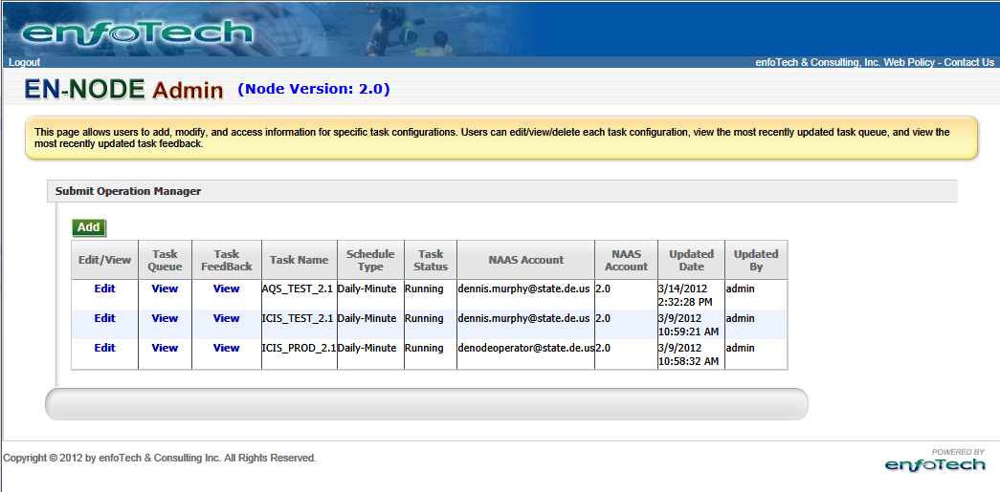 enfoTech
Logout
enfoTech & Consulting, Inc. Web Policy - Contact Us
EN-NODE Admin (Node Version: 2.0)
This page allows users to add, modify, and access information for specific task configurations. Users can edit/view/delete each task configuration, view the most recently updated task queue, and view the
most recently updated task feedback.
Submit Operation Manager
Add
Edit/View Task Queue Task FeedBack Task Name Schedule Type Task Status NAAS Account NAAS Account Updated Date Updated By
Edit View View AQS_TEST_2.1 Daily-Minute Running dennis.murphy@state.de.us 2.0 3/14/2012 2:32:28 PM admin
Edit View View ICIS_TEST_2.1 Daily-Minute Running dennis.murphy@state.de.us 2.0 3/9/2012 10:59:21 AM admin
Edit View View ICIS_PROD_2.1 Daily-Minute Running denodeoperator@state.de.us 2.0 3/9/2012 10:58:32 AM admin
Copyright © 2012 by enfoTech & Consulting Inc. All Rights Reserved.
POWERED BY
enfoTech